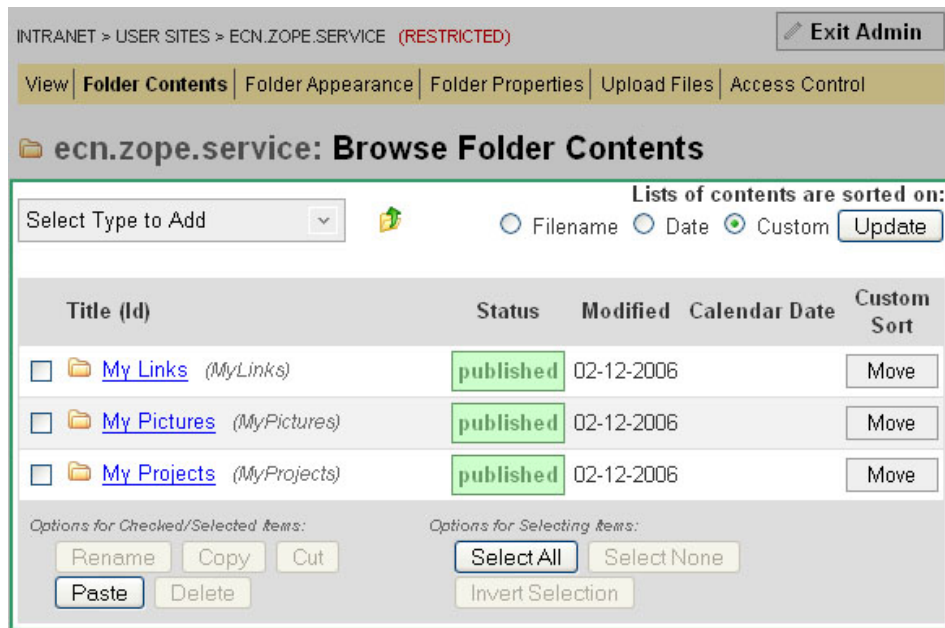 INTRANET > USER SITES > ECN.ZOPE.SERVICE (RESTRICTED)
Exit Admin
View | Folder Contents | Folder Appearance | Folder Properties | Upload Files | Access Control
ecn.zope.service: Browse Folder Contents
Lists of contents are sorted on:
Select Type to Add
Filename Date Custom Update
Title (Id) Status Modified Calendar Date Custom Sort
My Links (MyLinks) published 02-12-2006 Move
My Pictures (MyPictures) published 02-12-2006 Move
My Projects (MyProjects) published 02-12-2006 Move
Options for Checked/Selected Items: Options for Selecting Items:
Rename Copy Cut Select All Select None
Paste Delete Invert Selection